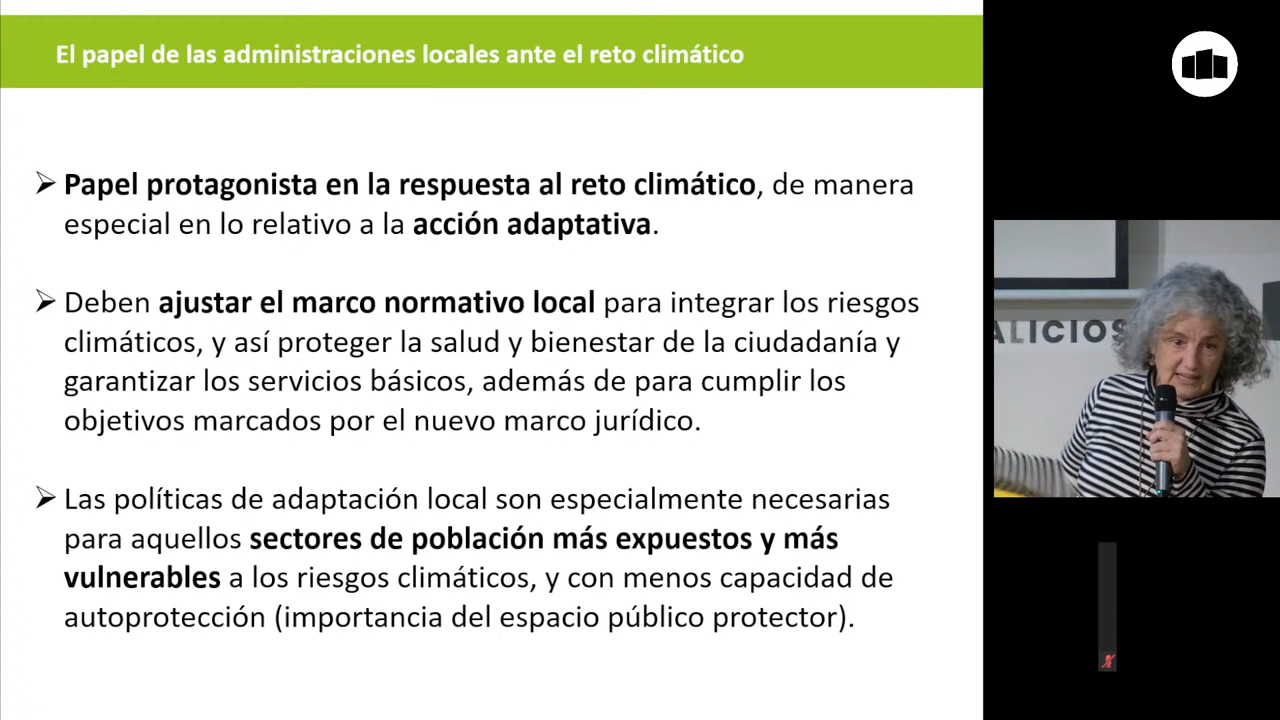 El papel de las administraciones locales ante el reto climático
➢ Papel protagonista en la respuesta al reto climático, de manera
especial en lo relativo a la acción adaptativa.
➢ Deben ajustar el marco normativo local para integrar los riesgos
climáticos, y así proteger la salud y bienestar de la ciudadanía y
garantizar los servicios básicos, además de para cumplir los
objetivos marcados por el nuevo marco jurídico.
➢ Las políticas de adaptación local son especialmente necesarias
para aquellos sectores de población más expuestos y más
vulnerables a los riesgos climáticos, y con menos capacidad de
autoprotección (importancia del espacio público protector).
ALICIOS